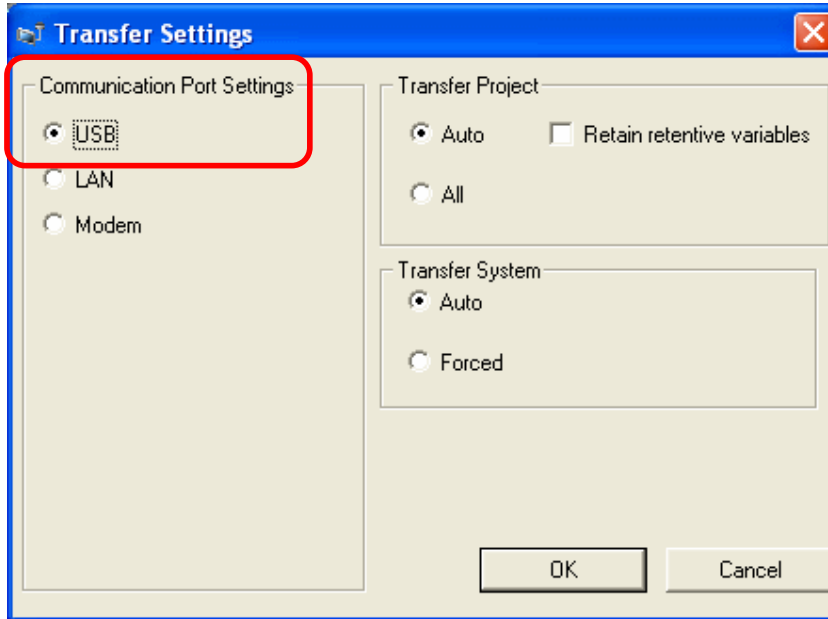 Transfer Settings
Communication Port Settings
USB
LAN
Modem
Transfer Project
Auto
Retain retentive variables
All
Transfer System
Auto
Forced
OK
Cancel